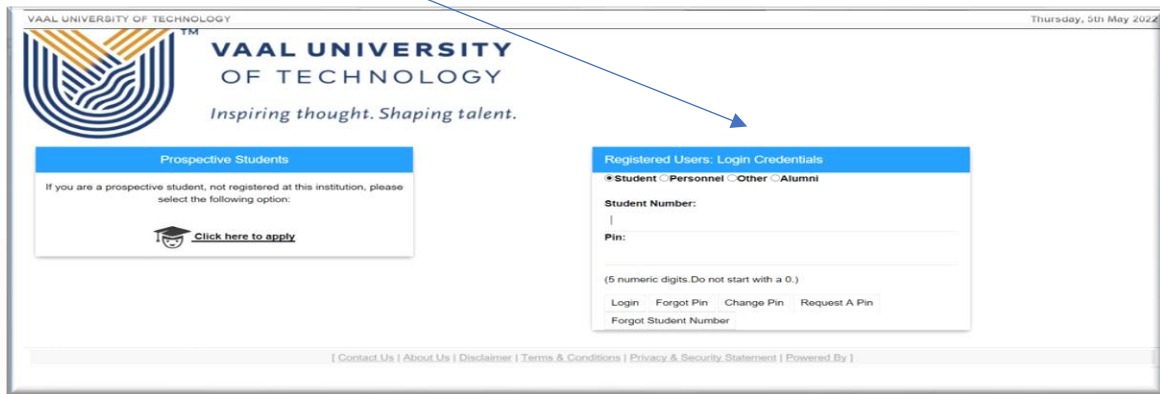 VAAL UNIVERSITY OF TECHNOLOGY
Thursday, 5th May 2022
TM
VAAL UNIVERSITY
OF TECHNOLOGY
Inspiring thought. Shaping talent.
Prospective Students
If you are a prospective student, not registered at this institution, please
select the following option:
Click here to apply
Registered Users: Login Credentials
Student Personnel Other Alumni
Student Number:
Pin:
(5 numeric digits.Do not start with a 0.)
Login Forgot Pin Change Pin Request A Pin
Forgot Student Number
[ Contact Us | About Us | Disclaimer | Terms & Conditions | Privacy & Security Statement | Powered By ]